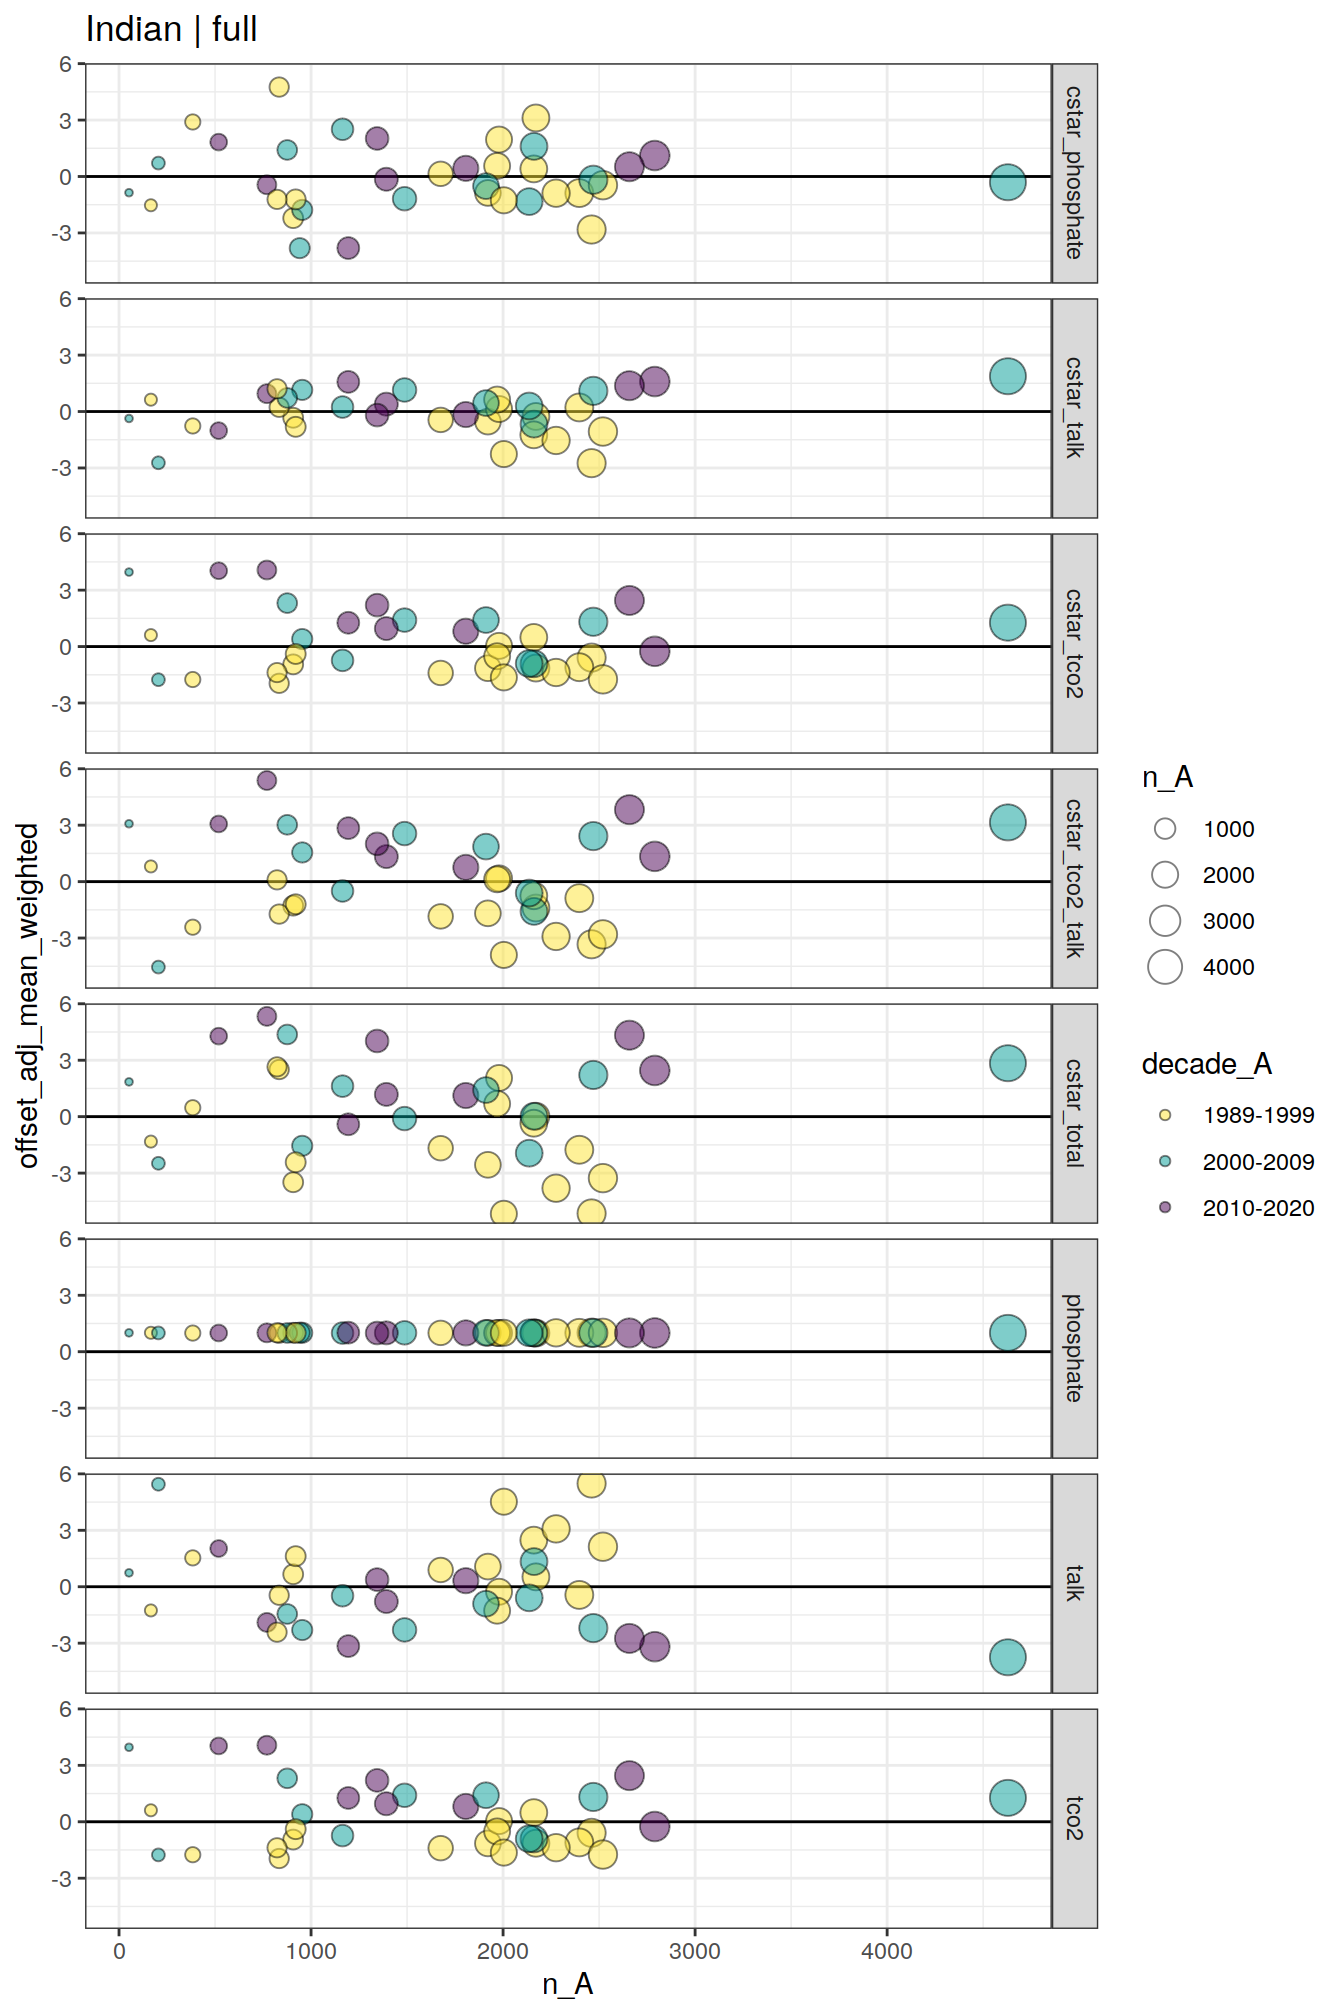 Indian | full
6
3
0
-3
cstar_phosphate
6
3
0
-3
cstar_talk
6
3
0
-3
cstar_tco2
6
3
0
-3
cstar_tco2_talk
6
3
0
-3
cstar_total
6
3
0
-3
phosphate
6
3
0
-3
talk
6
3
0
-3
tco2
offset_adj_mean_weighted
0 1000 2000 3000 4000
n_A
n_A
1000
2000
3000
4000
decade_A
1989-1999
2000-2009
2010-2020